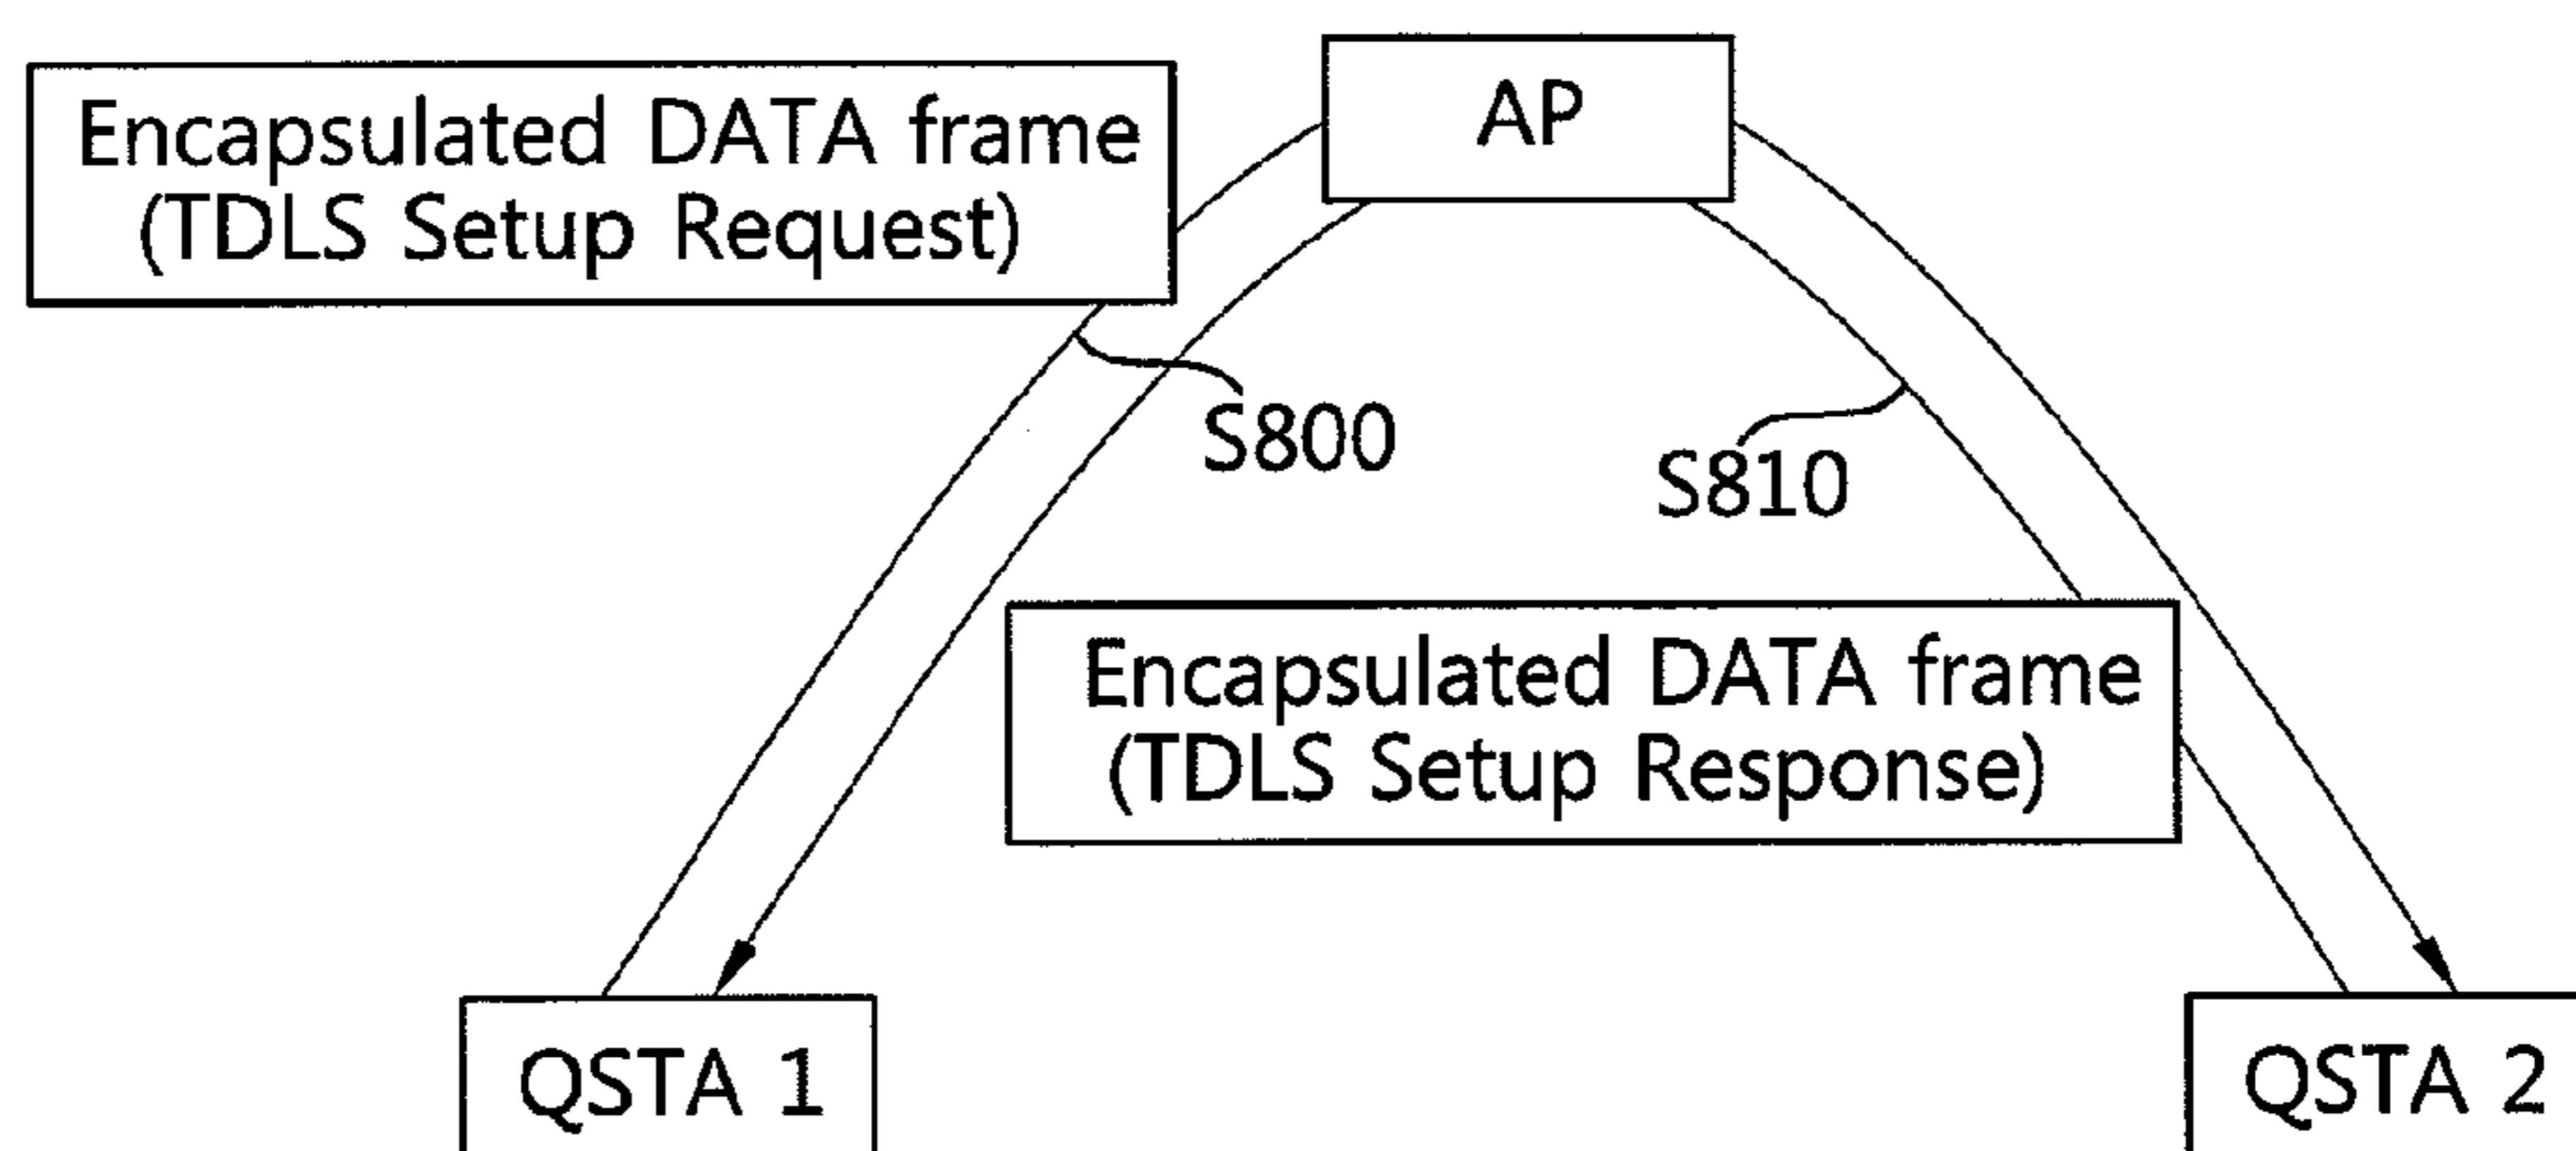 AP
Encapsulated DATA frame
(TDLS Setup Request)
S800
S810
Encapsulated DATA frame
(TDLS Setup Response)
QSTA 1
QSTA 2